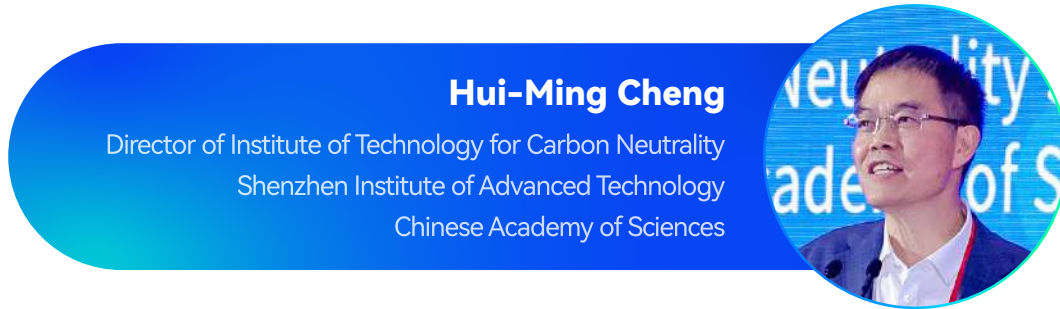 Hui-Ming Cheng
Director of Institute of Technology for Carbon Neutrality
Shenzhen Institute of Advanced Technology
Chinese Academy of Sciences